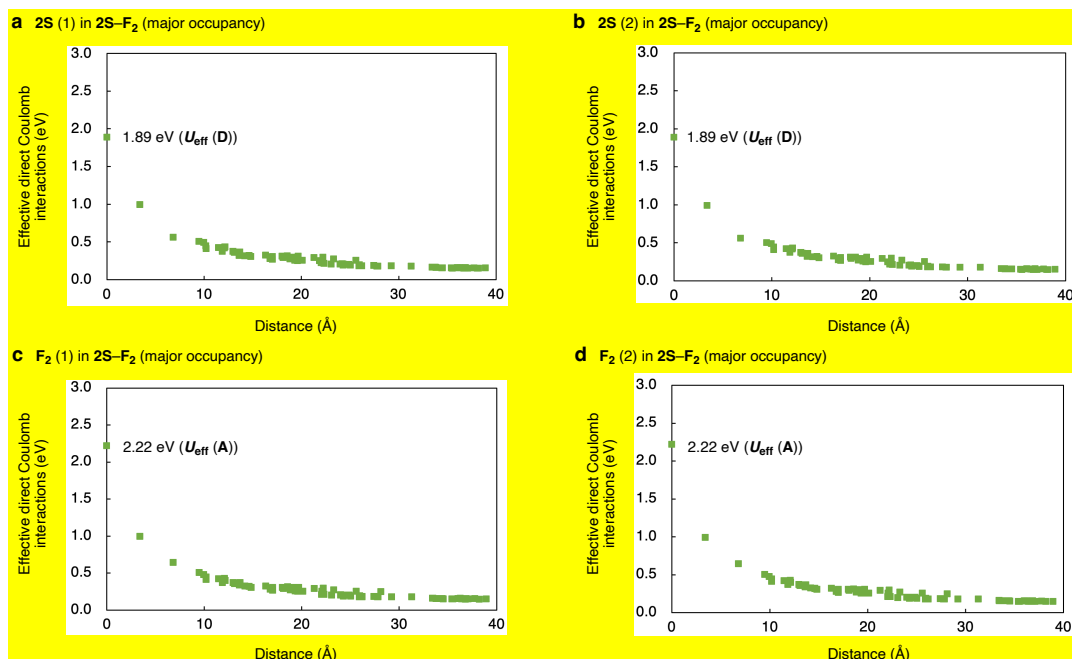 a 2S (1) in 2S–F2 (major occupancy)
Effective direct Coulomb
interactions (eV)
3.0
2.5
2.0
1.5
1.0
0.5
0.0
1.89 eV (Ueff (D))
0 10 20 30 40
Distance (Å)
b 2S (2) in 2S–F2 (major occupancy)
Effective direct Coulomb
interactions (eV)
3.0
2.5
2.0
1.5
1.0
0.5
0.0
1.89 eV (Ueff (D))
0 10 20 30 40
Distance (Å)
c F2 (1) in 2S–F2 (major occupancy)
Effective direct Coulomb
interactions (eV)
3.0
2.5
2.0
1.5
1.0
0.5
0.0
2.22 eV (Ueff (A))
0 10 20 30 40
Distance (Å)
d F2 (2) in 2S–F2 (major occupancy)
Effective direct Coulomb
interactions (eV)
3.0
2.5
2.0
1.5
1.0
0.5
0.0
2.22 eV (Ueff (A))
0 10 20 30 40
Distance (Å)